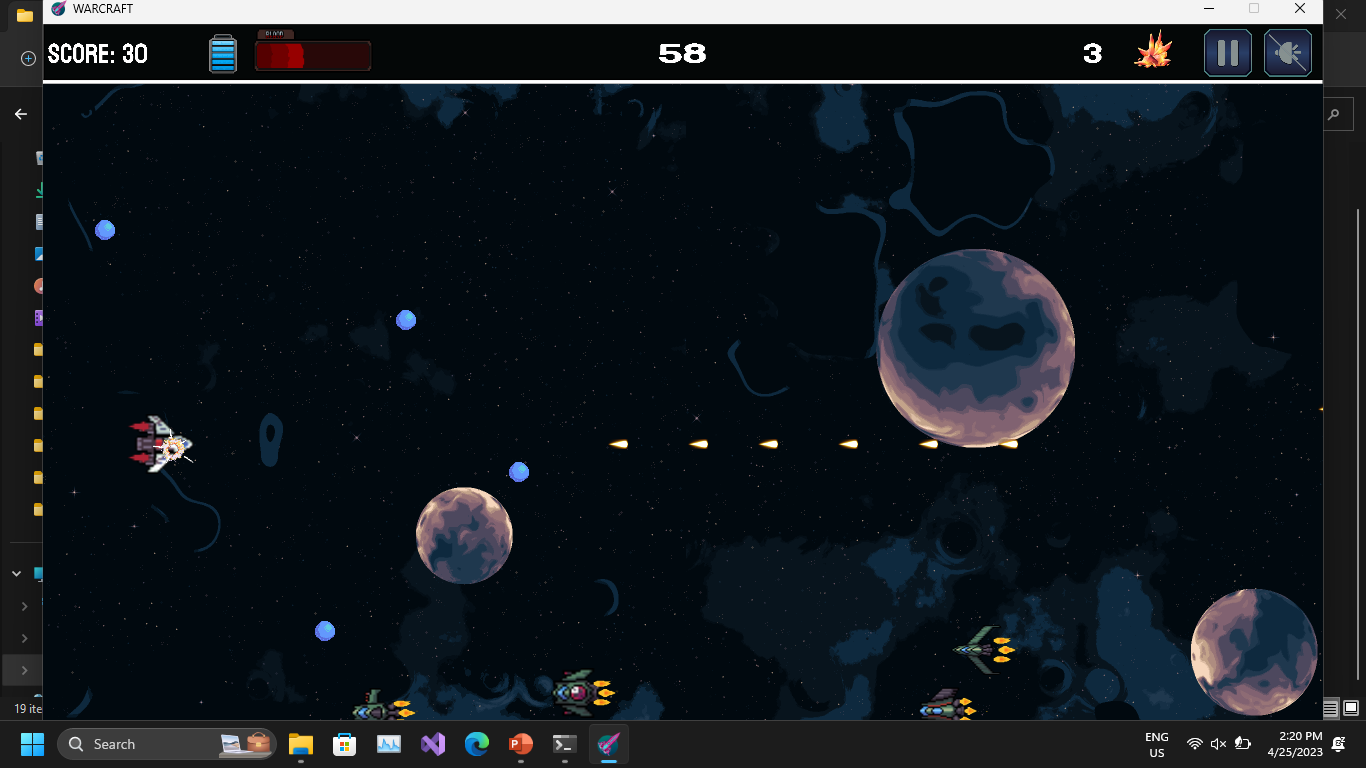 WARCRAFT
SCORE: 30
58
3
19 ite
Search
ENG
US
2:20 PM
4/25/2023